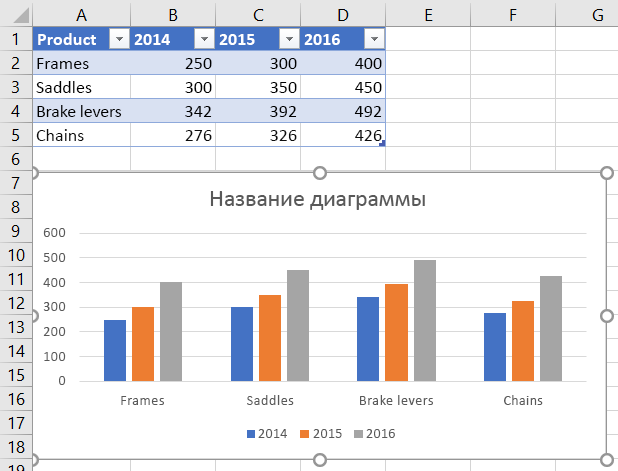 A B C D E F G
1 Product 2014 2015 2016
2 Frames 250 300 400
3 Saddles 300 350 450
4 Brake levers 342 392 492
5 Chains 276 326 426
6
7
Название диаграммы
8
9 600
10 500
11 400
12 300
13 200
14 100
15 0
16 Frames Saddles Brake levers Chains
17
2014 2015 2016
18
19